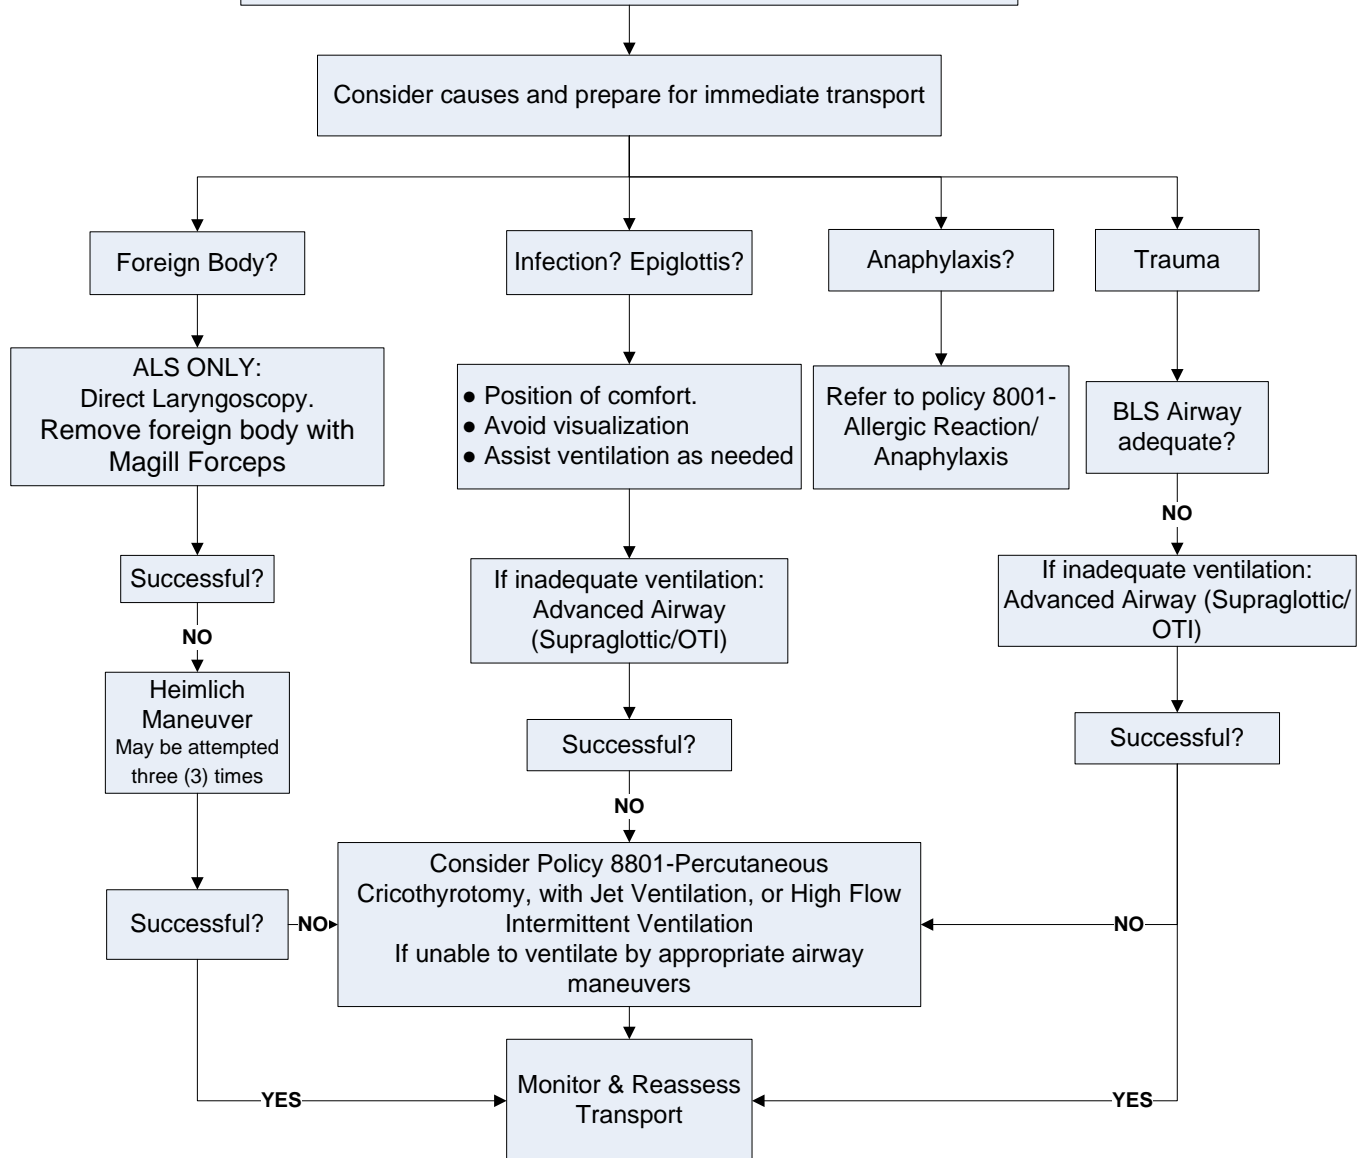 Consider causes and prepare for immediate transport
Foreign Body?
Infection? Epiglottis?
Anaphylaxis?
Trauma
ALS ONLY:
Direct Laryngoscopy.
Remove foreign body with
Magill Forceps
● Position of comfort.
● Avoid visualization
● Assist ventilation as needed
Refer to policy 8001-
Allergic Reaction/
Anaphylaxis
BLS Airway
adequate?
NO
Successful?
If inadequate ventilation:
Advanced Airway
(Supraglottic/OTI)
If inadequate ventilation:
Advanced Airway (Supraglottic/
OTI)
NO
Heimlich
Maneuver
May be attempted
three (3) times
Successful?
Successful?
NO
Successful?
NO
Consider Policy 8801-Percutaneous
Cricothyrotomy, with Jet Ventilation, or High Flow
Intermittent Ventilation
If unable to ventilate by appropriate airway
maneuvers
NO
YES
Monitor & Reassess
Transport
YES